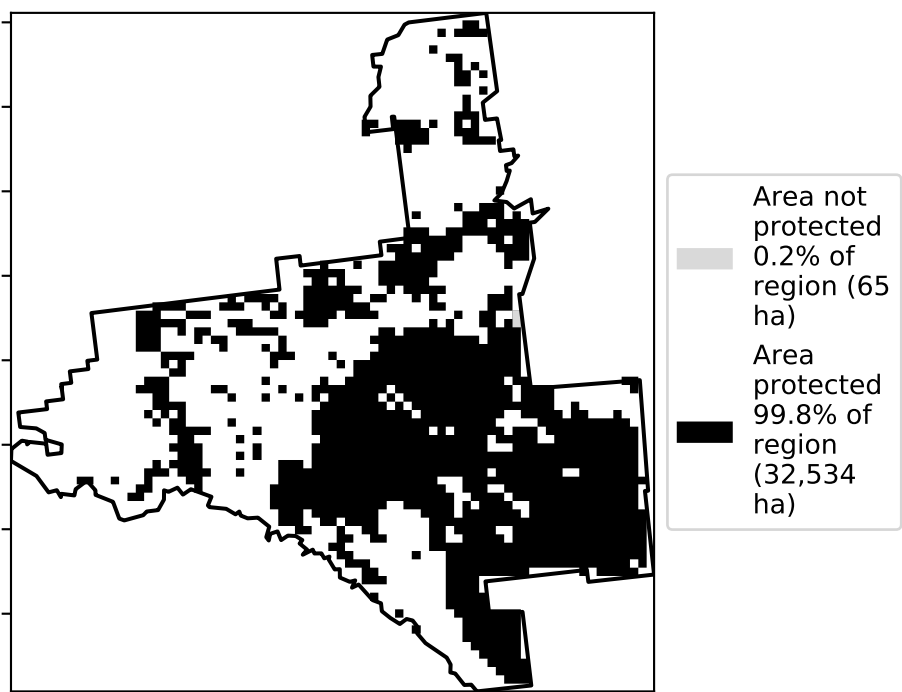 Area not
protected
0.2% of
region (65
ha)
Area
protected
99.8% of
region
(32,534
ha)